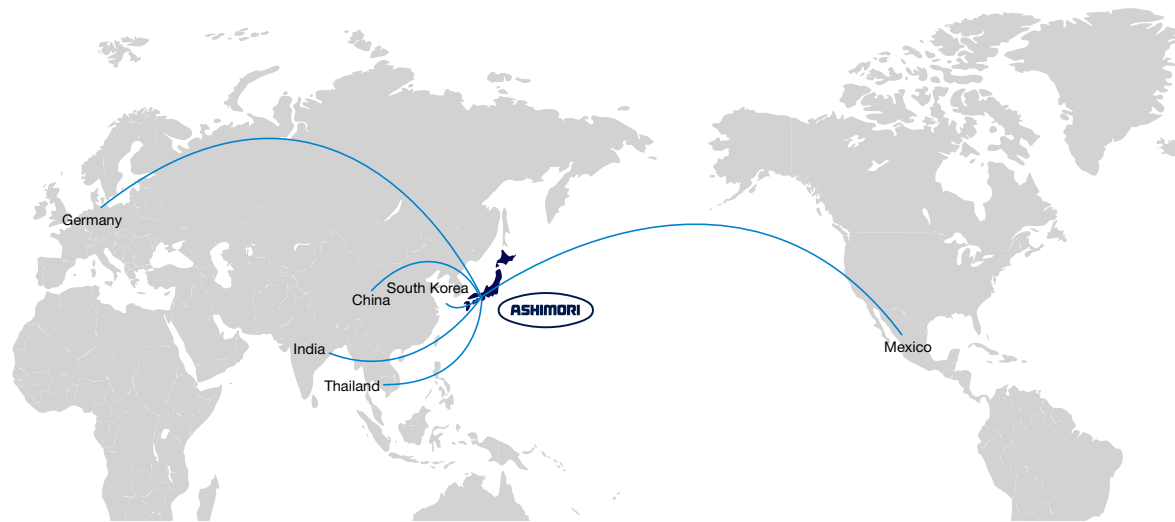 Germany
South Korea
China
ASHIMORI
India
Mexico
Thailand